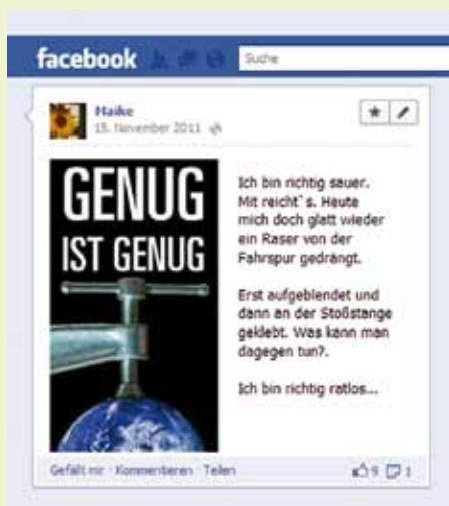 facebook
Suche
Maike
15. November 2011
GENUG
IST GENUG
Ich bin richtig sauer.
Mit reicht`s. Heute
mich doch glatt wieder
ein Raser von der
Fahrspur gedrängt.
Erst aufgeblendet und
dann an der Stoßstange
geklebt. Was kann man
dagegen tun?.
Ich bin richtig ratlos...
Gefällt mir · Kommentieren · Teilen
9 1